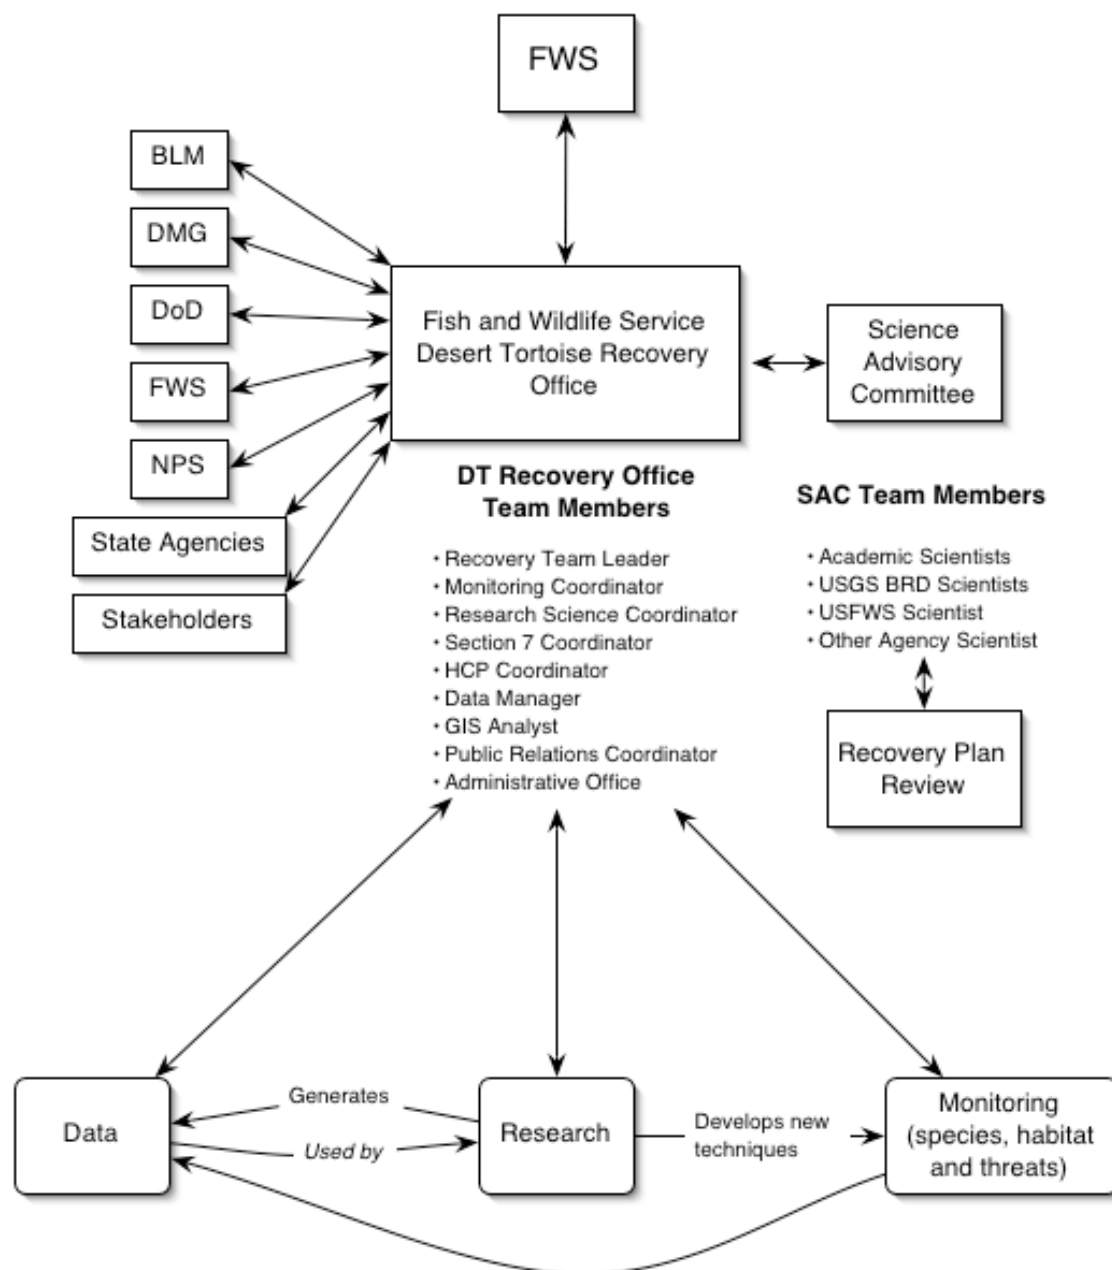 FWS
BLM
DMG
DoD
FWS
NPS
State Agencies
Stakeholders
Fish and Wildlife Service
Desert Tortoise Recovery
Office
Science
Advisory
Committee
DT Recovery Office
Team Members
• Recovery Team Leader
• Monitoring Coordinator
• Research Science Coordinator
• Section 7 Coordinator
• HCP Coordinator
• Data Manager
• GIS Analyst
• Public Relations Coordinator
• Administrative Office
SAC Team Members
• Academic Scientists
• USGS BRD Scientists
• USFWS Scientist
• Other Agency Scientist
Recovery Plan
Review
Data
Generates
Used by
Research
Develops new
techniques
Monitoring
(species, habitat
and threats)